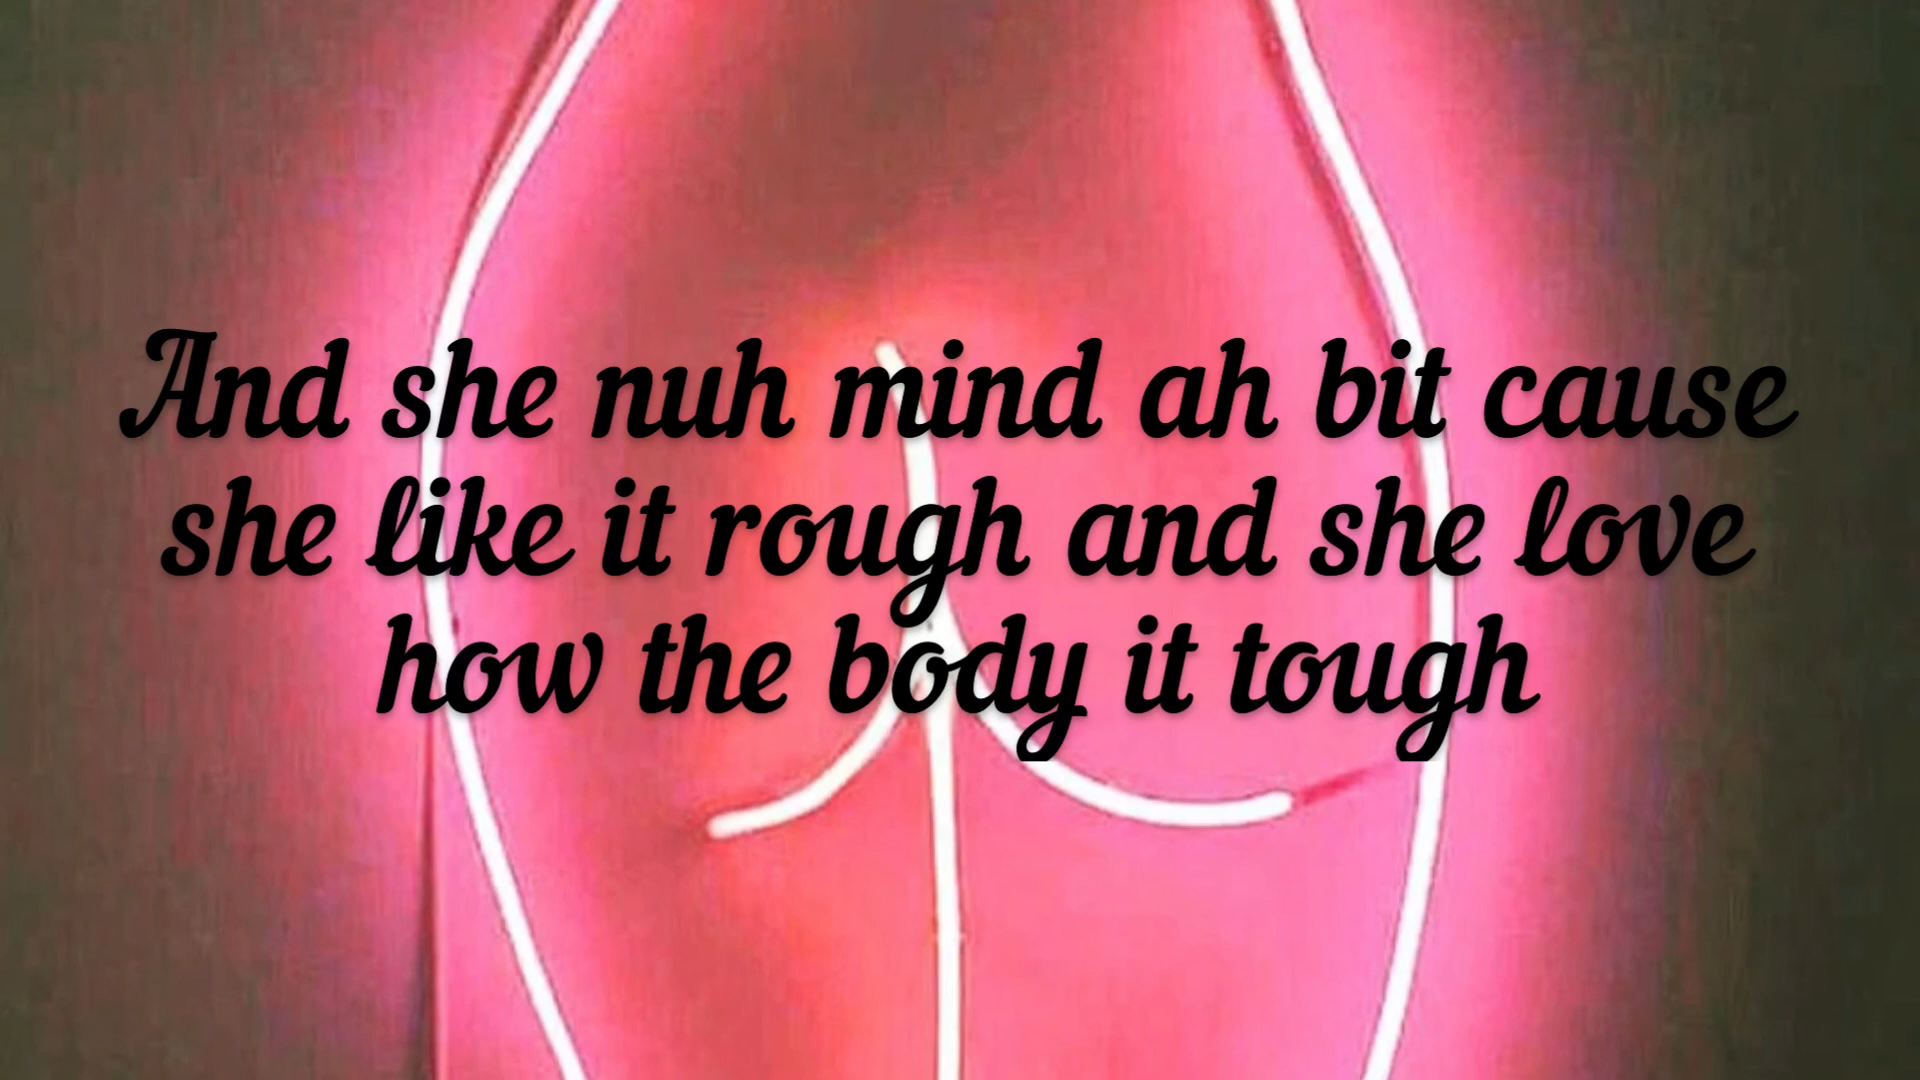 And she nuh mind ah bit cause
she like it rough and she love
how the body it tough